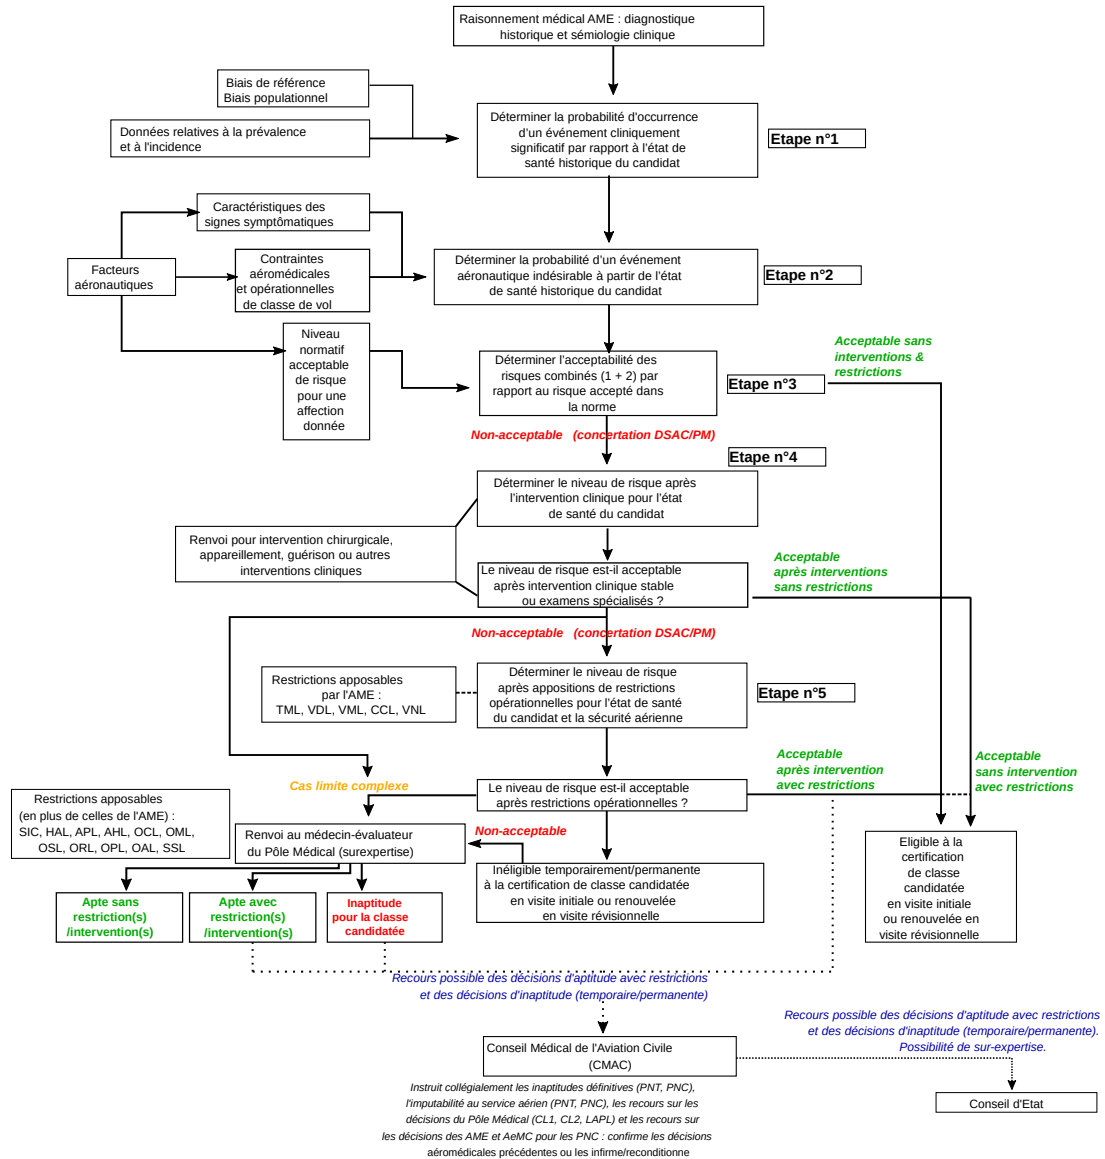 Raisonnement médical AME : diagnostique
historique et sémiologie clinique
Biais de référence
Biais populationnel
Données relatives à la prévalence
et à l'incidence
Déterminer la probabilité d'occurrence
d'un événement cliniquement
significatif par rapport à l'état de
santé historique du candidat
Etape n°1
Caractéristiques des
signes symptômatiques
Facteurs
aéronautiques
Contraintes
aéromédicales
et opérationnelles
de classe de vol
Déterminer la probabilité d'un événement
aéronautique indésirable à partir de l'état
de santé historique du candidat
Etape n°2
Niveau
normatif
acceptable
de risque
pour une
affection
donnée
Déterminer l'acceptabilité des
risques combinés (1 + 2) par
rapport au risque accepté dans
la norme
Etape n°3
Acceptable sans
interventions &
restrictions
Non-acceptable (concertation DSAC/PM)
Etape n°4
Déterminer le niveau de risque après
l'intervention clinique pour l'état
de santé du candidat
Renvoi pour intervention chirurgicale,
appareillement, guérison ou autres
interventions cliniques
Le niveau de risque est-il acceptable
après intervention clinique stable
ou examens spécialisés ?
Acceptable
après interventions
sans restrictions
Non-acceptable (concertation DSAC/PM)
Restrictions apposables
par l'AME :
TML, VDL, VML, CCL, VNL
Déterminer le niveau de risque
après appositions de restrictions
opérationnelles pour l'état de santé
du candidat et la sécurité aérienne
Etape n°5
Acceptable
après intervention
avec restrictions
Acceptable
sans intervention
avec restrictions
Cas limite complexe
Le niveau de risque est-il acceptable
après restrictions opérationnelles ?
Restrictions apposables
(en plus de celles de l'AME) :
SIC, HAL, APL, AHL, OCL, OML,
OSL, ORL, OPL, OAL, SSL
Renvoi au médecin-évaluateur
du Pôle Médical (surexpertise)
Non-acceptable
Inéligible temporairement/permanente
à la certification de classe candidatée
en visite initiale ou renouvelée
en visite révisionnelle
Eligible à la
certification
de classe
candidatée
en visite initiale
ou renouvelée en
visite révisionnelle
Apte sans
restriction(s)
/intervention(s)
Apte avec
restriction(s)
/intervention(s)
Inaptitude
pour la classe
candidatée
Recours possible des décisions d'aptitude avec restrictions
et des décisions d'inaptitude (temporaire/permanente)
Recours possible des décisions d'aptitude avec restrictions
et des décisions d'inaptitude (temporaire/permanente).
Possibilité de sur-expertise.
Conseil Médical de l'Aviation Civile
(CMAC)
Conseil d'Etat
Instruit collégialement les inaptitudes définitives (PNT, PNC),
l'imputabilité au service aérien (PNT, PNC), les recours sur les
décisions du Pôle Médical (CL1, CL2, LAPL) et les recours sur
les décisions des AME et AeMC pour les PNC : confirme les décisions
aéromédicales précédentes ou les infirme/reconditionne